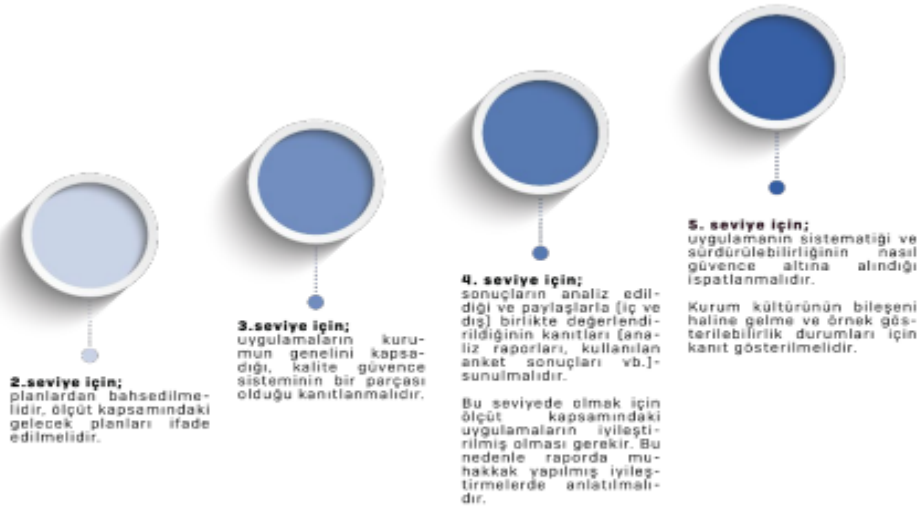 2.seviye için;
planlardan bahsedilme-
lidir, ölçüt kapsamındaki
gelecek planları ifade
edilmelidir.
3.seviye için;
uygulamaların kuru-
mun genelini kapsa-
dığı, kalite güvence
sisteminin bir parçası
olduğu kanıtlanmalıdır.
4. seviye için;
sonuçların analiz edil-
diği ve paylaşlarla (iç ve
dış) birlikte değerlendi-
rildiğinin kanıtları (ana-
liz raporları, kullanılan
anket sonuçları vb.)-
sunulmalıdır.
Bu seviyede olmak için
ölçüt kapsamındaki
uygulamaların iyileşti-
rilmiş olması gerekir. Bu
nedenle raporda mu-
hakkak yapılmış iyileş-
tirmelerde anlatılmalı-
dır.
5. seviye için;
uygulamanın sistematiği ve
sürdürülebilirliğinin nasıl
güvence altına alındığı
ispatlanmalıdır.
Kurum kültürünün bileşeni
haline gelme ve örnek gös-
terilebilirlik durumları için
kanıt gösterilmelidir.